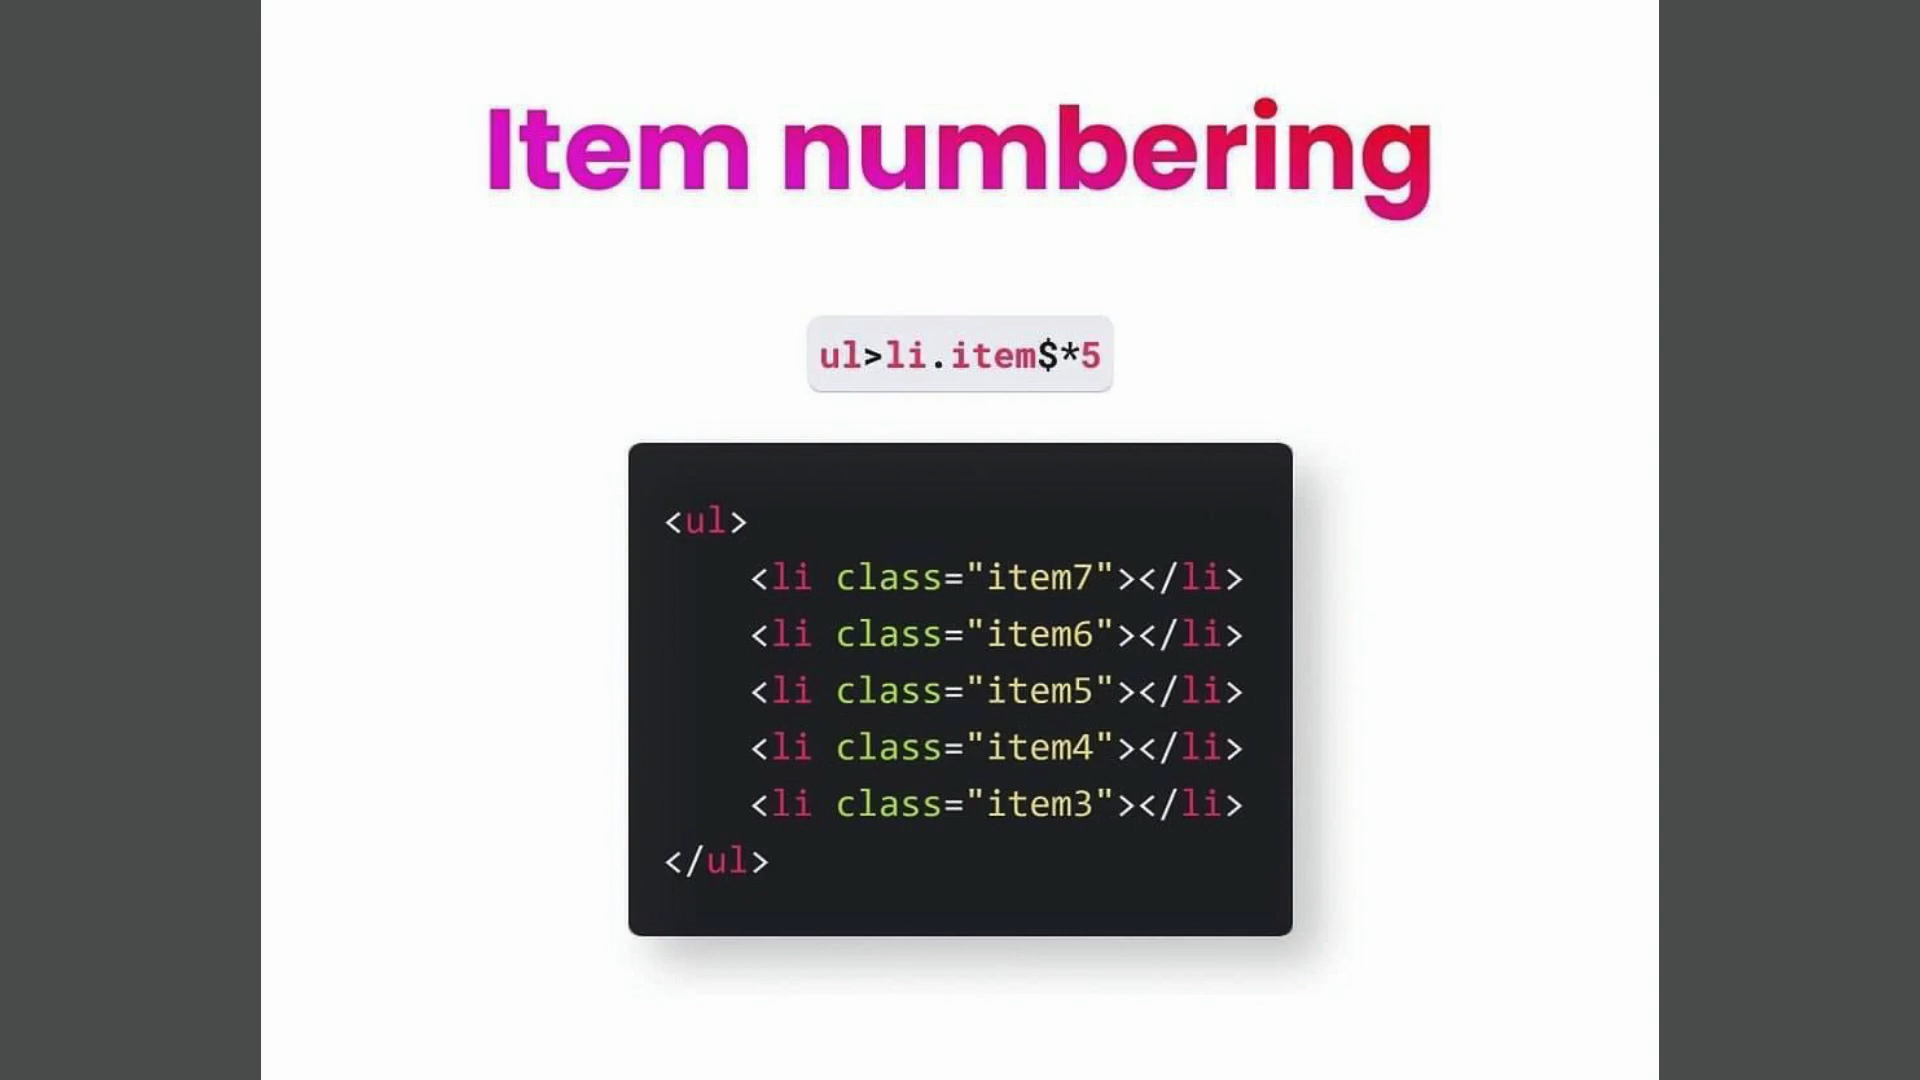 Item numbering
ul>li.item$*5
<ul>
<li class="item7"></li>
<li class="item6"></li>
<li class="item5"></li>
<li class="item4"></li>
<li class="item3"></li>
</ul>